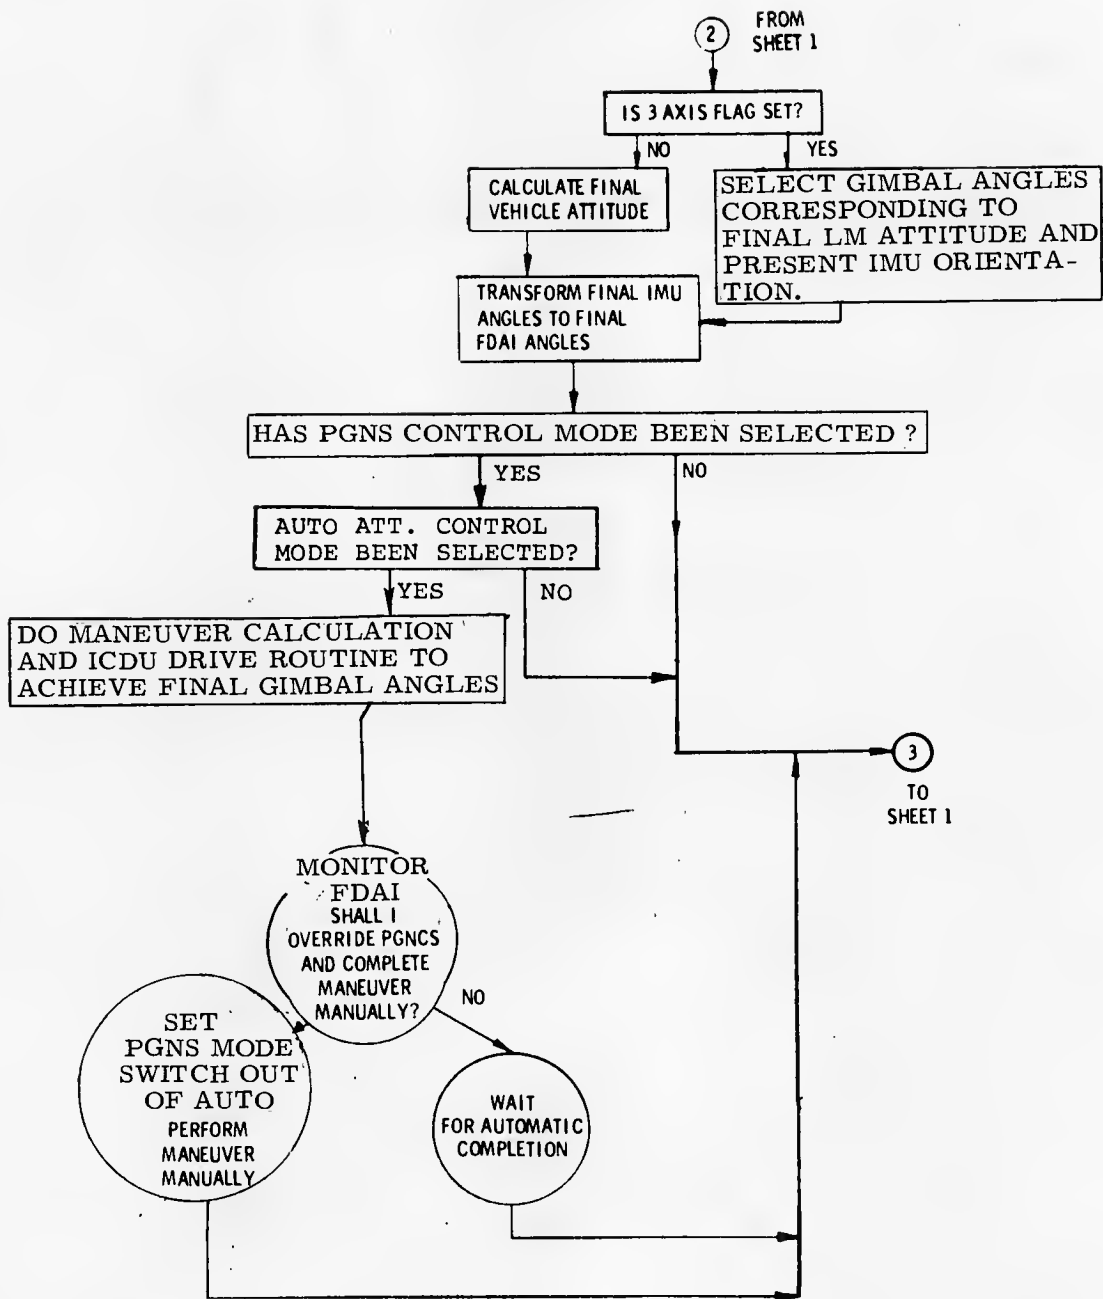 2
FROM
SHEET 1
IS 3 AXIS FLAG SET?
NO
YES
CALCULATE FINAL
VEHICLE ATTITUDE
SELECT GIMBAL ANGLES
CORRESPONDING TO
FINAL LM ATTITUDE AND
PRESENT IMU ORIENTA-
TION.
TRANSFORM FINAL IMU
ANGLES TO FINAL
FDAI ANGLES
HAS PGNS CONTROL MODE BEEN SELECTED ?
YES
NO
AUTO ATT. CONTROL
MODE BEEN SELECTED?
YES
NO
DO MANEUVER CALCULATION
AND ICDU DRIVE ROUTINE TO
ACHIEVE FINAL GIMBAL ANGLES
3
TO
SHEET 1
MONITOR
FDAI
SHALL I
OVERRIDE PGNCS
AND COMPLETE
MANEUVER
MANUALLY?
NO
SET
PGNS MODE
SWITCH OUT
OF AUTO
PERFORM
MANEUVER
MANUALLY
WAIT
FOR AUTOMATIC
COMPLETION